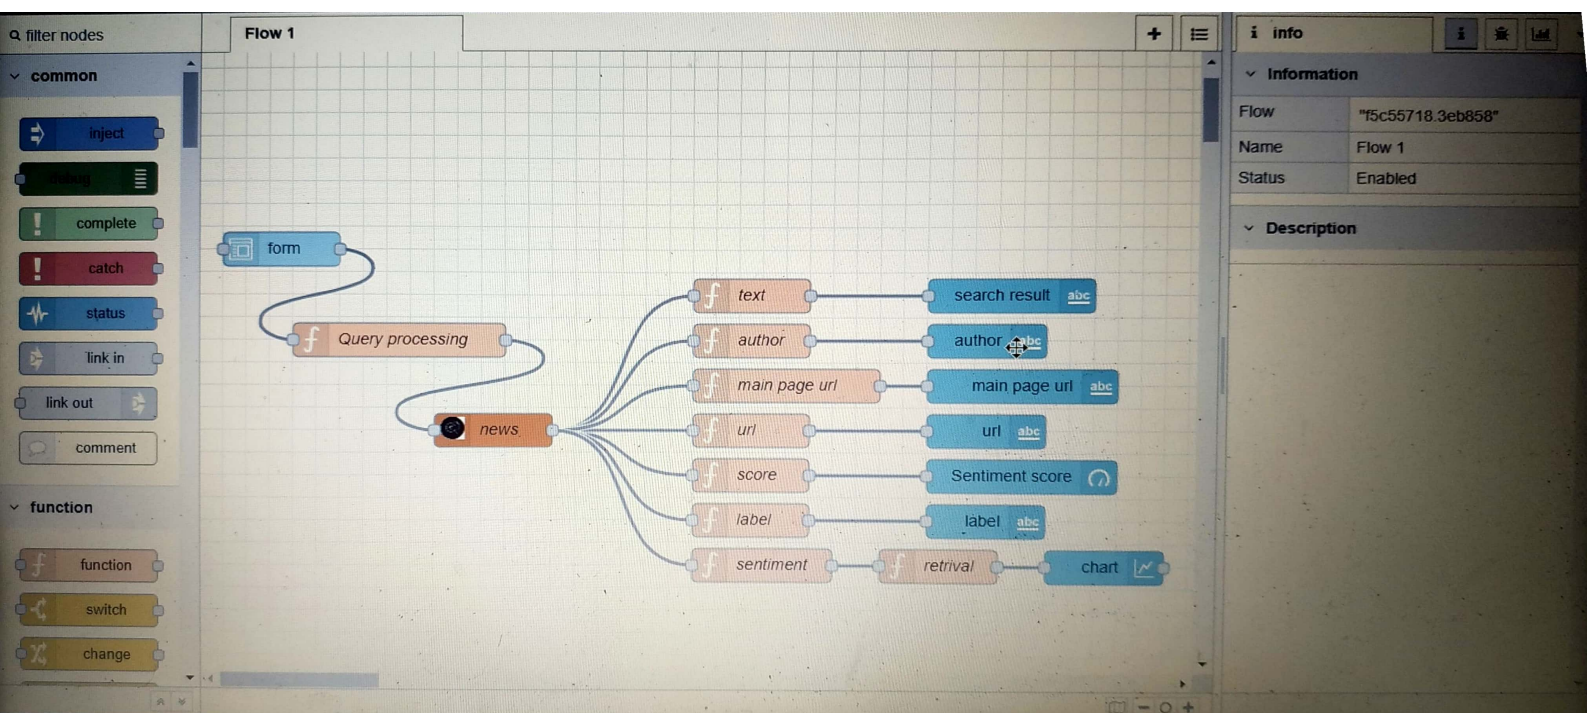 filter nodes
Flow 1
info
common
Information
inject
Flow
"f5c55718.3eb858"
debug
Name
Flow 1
Status
Enabled
complete
Description
form
catch
text
search result
abc
status
Query processing
author
author
abc
link in
main page url
main page url
abc
link out
news
url
url
abc
comment
score
Sentiment score
function
label
label
abc
function
sentiment
retrival
chart
switch
change